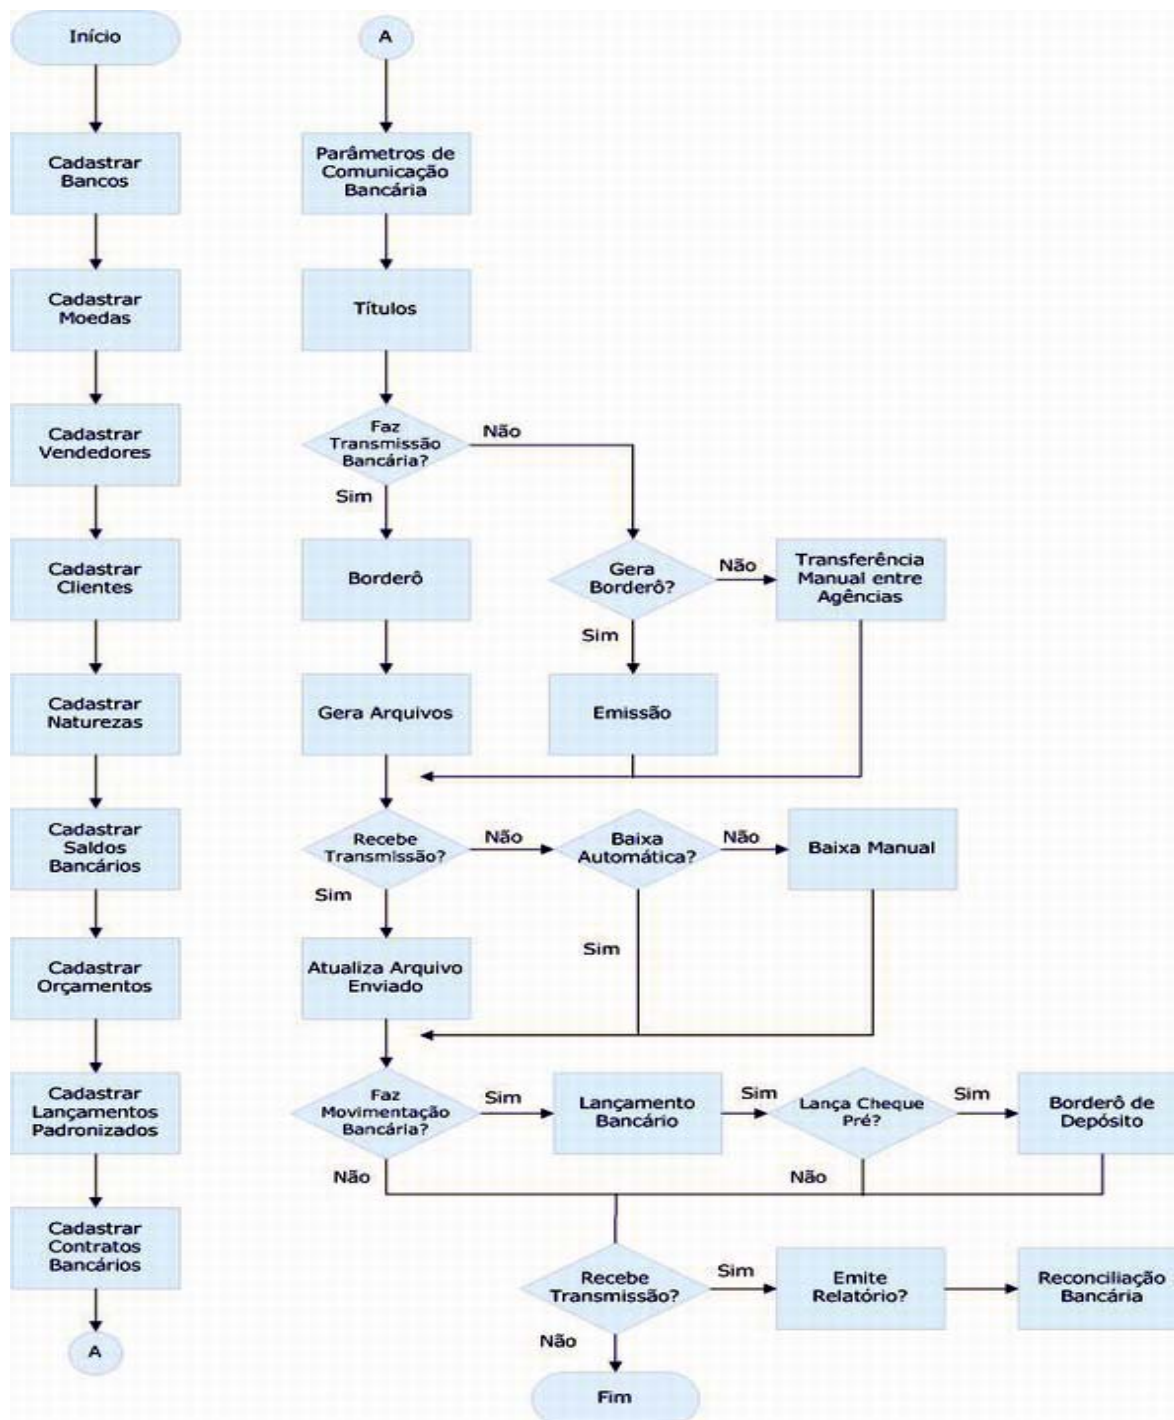 Início
Cadastrar
Bancos
Cadastrar
Moedas
Cadastrar
Vendedores
Cadastrar
Clientes
Cadastrar
Naturezas
Cadastrar
Saldos
Bancários
Cadastrar
Orçamentos
Cadastrar
Lançamentos
Padronizados
Cadastrar
Contratos
Bancários
A
A
Parâmetros de
Comunicação
Bancária
Títulos
Faz
Transmissão
Bancária?
Não
Sim
Borderô
Gera
Borderô?
Não
Transferência
Manual entre
Agências
Sim
Gera Arquivos
Emissão
Recebe
Transmissão?
Não
Baixa
Automática?
Não
Baixa Manual
Sim
Sim
Atualiza Arquivo
Enviado
Faz
Movimentação
Bancária?
Sim
Lançamento
Bancário
Sim
Lança Cheque
Pré?
Sim
Borderô de
Depósito
Não
Não
Recebe
Transmissão?
Sim
Emite
Relatório?
Reconciliação
Bancária
Não
Fim